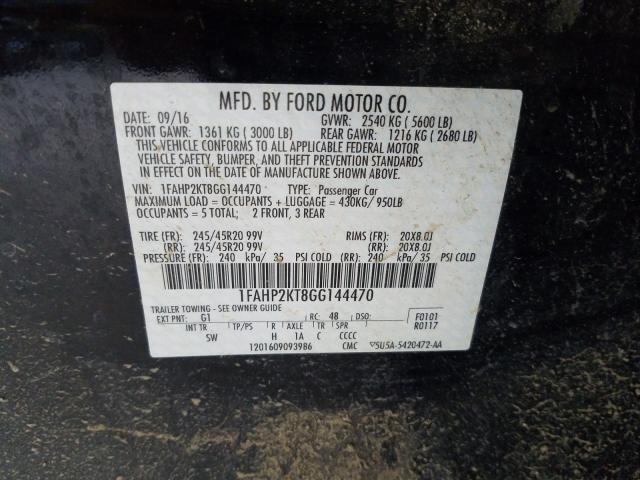 MFD. BY FORD MOTOR CO.
DATE: 09/16 GVWR: 2540 KG ( 5600 LB)
FRONT GAWR: 1361 KG ( 3000 LB) REAR GAWR: 1216 KG ( 2680 LB)
THIS VEHICLE CONFORMS TO ALL APPLICABLE FEDERAL MOTOR
VEHICLE SAFETY, BUMPER, AND THEFT PREVENTION STANDARDS
IN EFFECT ON THE DATE OF MANUFACTURE SHOWN ABOVE.
VIN: 1FAHP2KT8GG144470 TYPE: Passenger Car
MAXIMUM LOAD = OCCUPANTS + LUGGAGE = 430KG/ 950LB
OCCUPANTS = 5 TOTAL: 2 FRONT, 3 REAR
TIRE (FR): 245/45R20 99V RIMS (FR): 20X8.0J
(RR): 245/45R20 99V (RR): 20X8.0J
PRESSURE (FR): 240 kPa/ 35 PSI COLD (RR): 240 kPa/ 35 PSI COLD
1FAHP2KT8GG144470
TRAILER TOWING - SEE OWNER GUIDE
EXT PNT: G1 RC: 48 DSO: F0101
INT TR TP/PS R AXLE TR SPR R0117
SW H 1A C CCCC
1201609093986 CMC 5U5A-5420472-AA